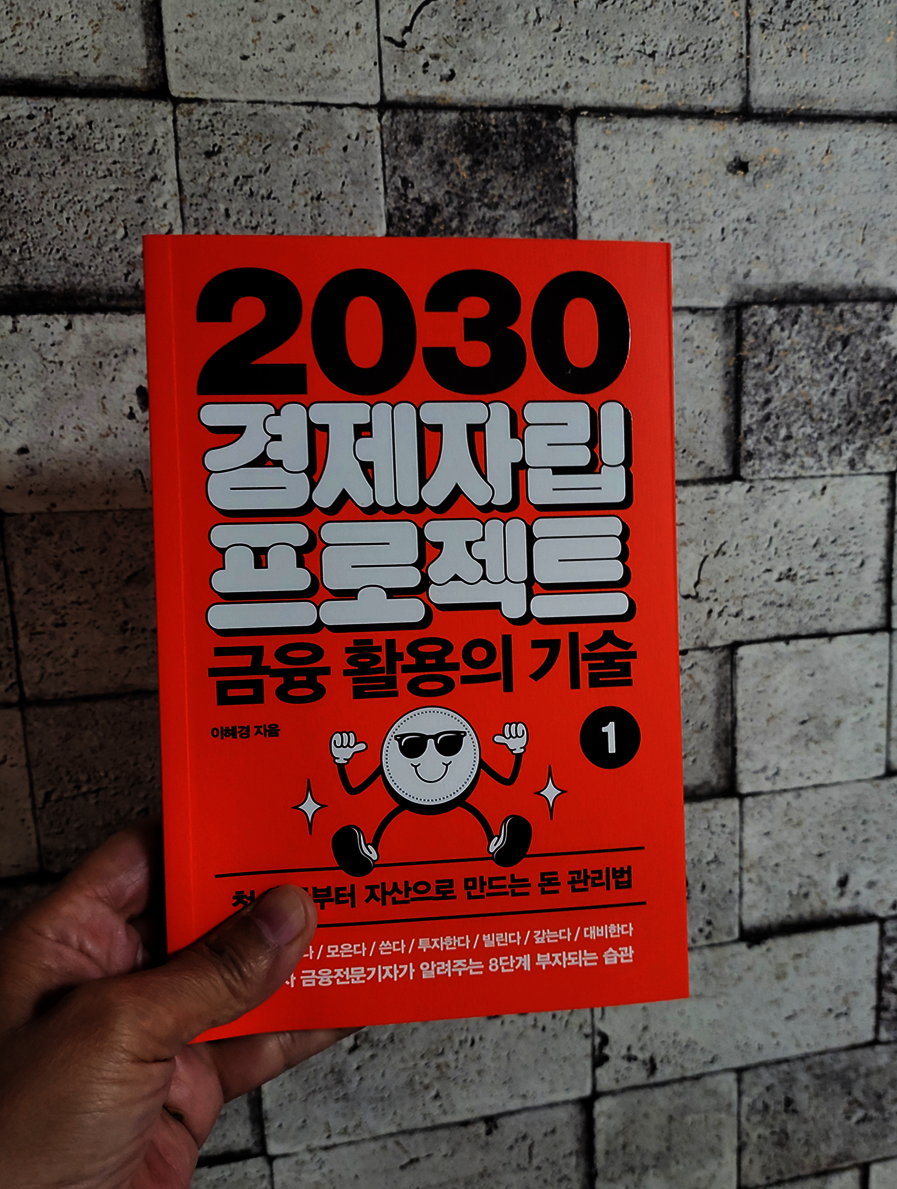 2030
경제자립
프로젝트
금융 활용의 기술
이혜경 지음
1
자산으로 만드는 돈 관리법
/ 모은다 / 쓴다 / 투자한다 / 빌린다 / 갚는다 / 대비한다
금융전문기자가 알려주는 8단계 부자되는 습관